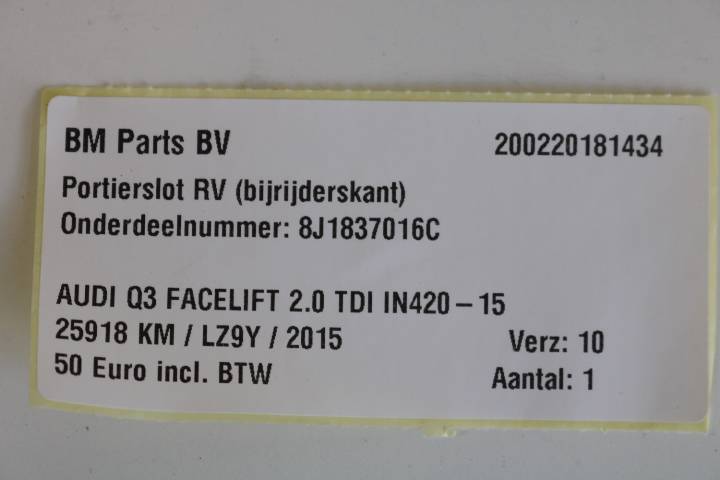 BM Parts BV 200220181434
Portierslot RV (bijrijderskant)
Onderdeelnummer: 8J1837016C
AUDI Q3 FACELIFT 2.0 TDI IN420 – 15
25918 KM / LZ9Y / 2015 Verz: 10
50 Euro incl. BTW Aantal: 1